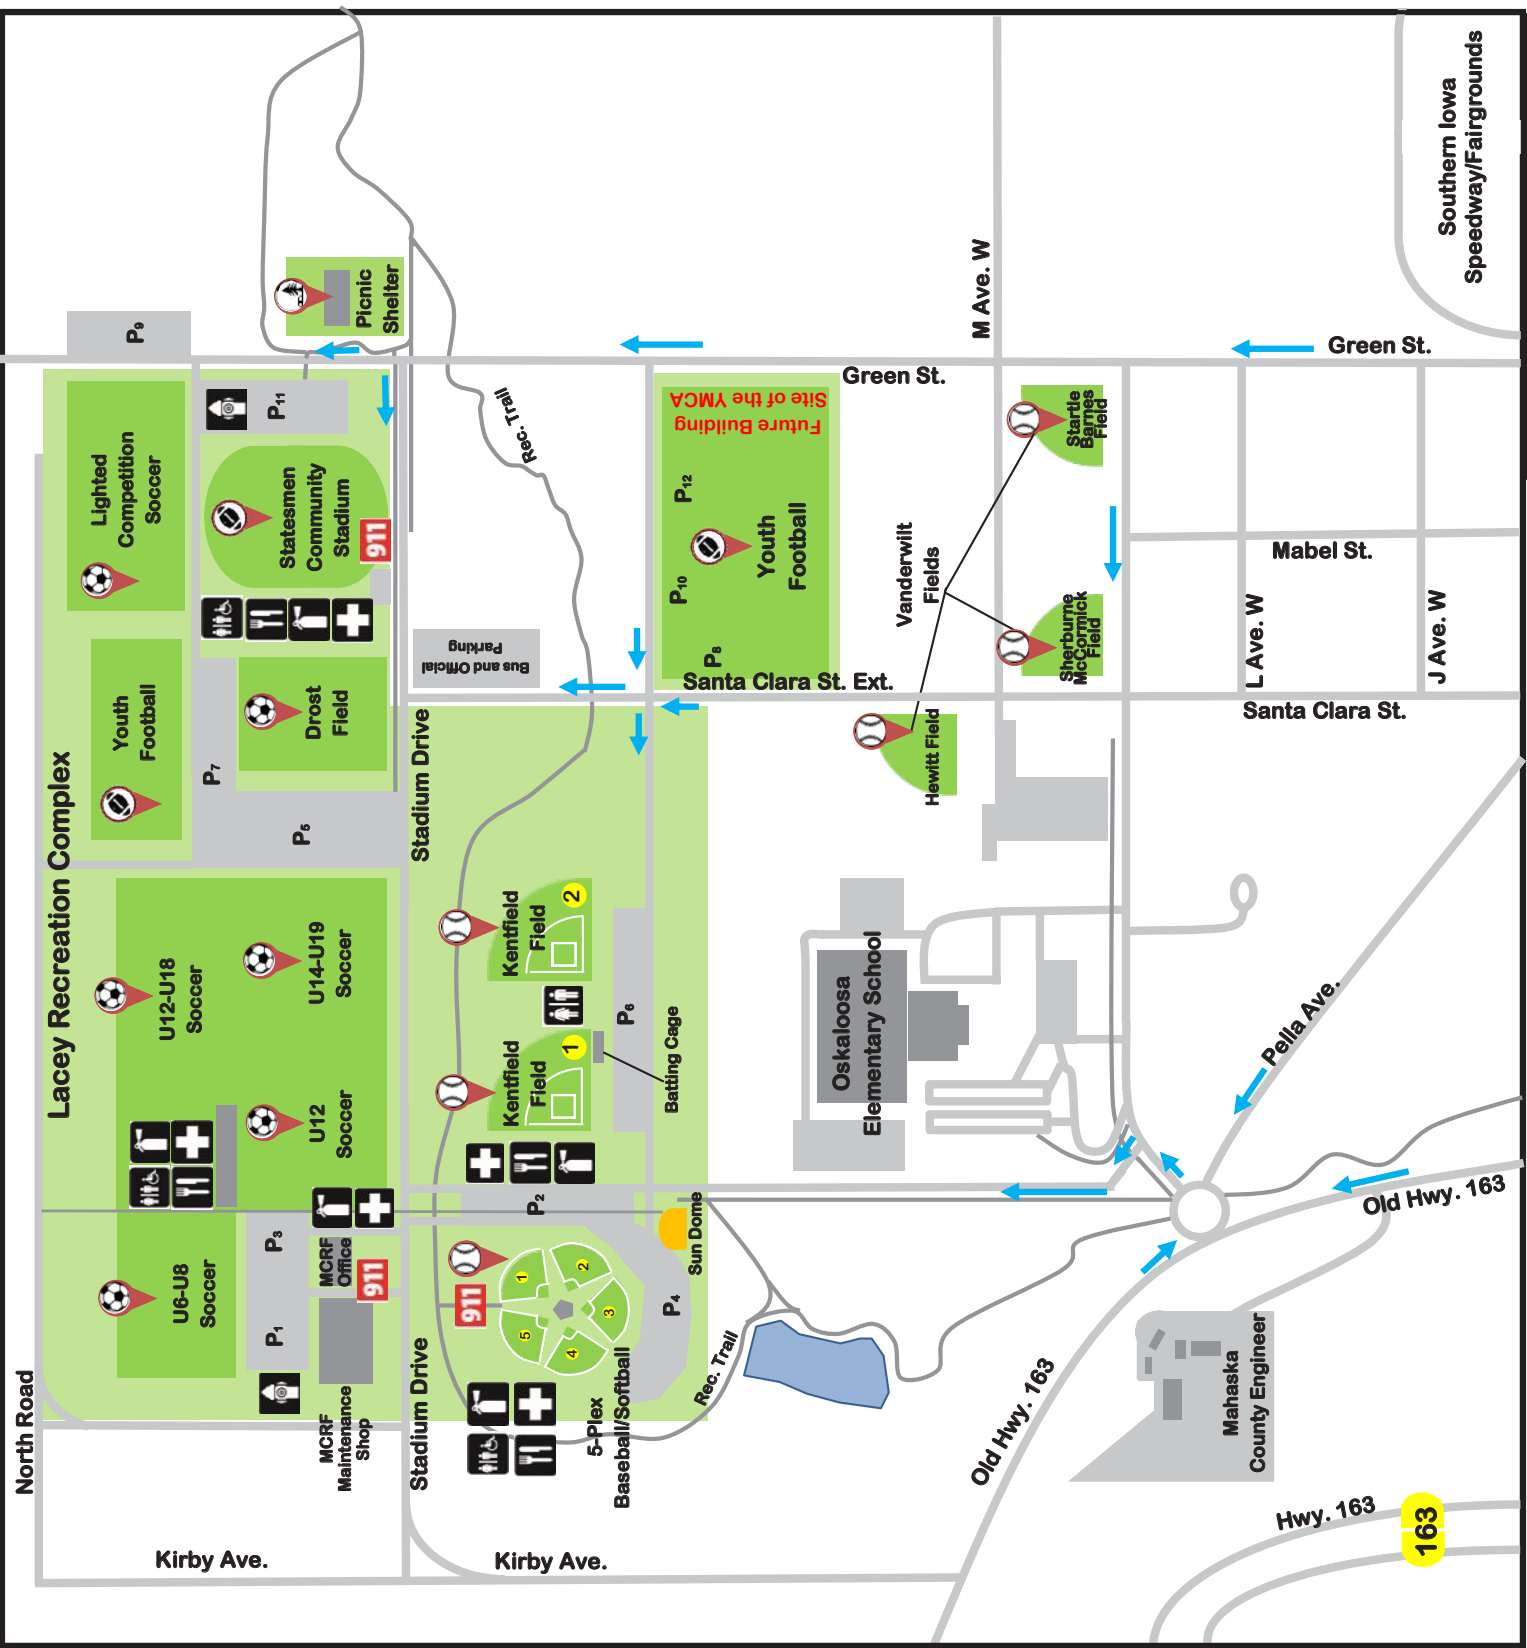 Southern Iowa
Speedway/Fairgrounds
M Ave. W
Green St.
Green St.
P9
Picnic
Shelter
P11
Rec. Trail
Future Building
Site of the YMCA
Lighted
Competition
Soccer
Statesmen
Community
Stadium
911
P12
P10
P8
Youth
Football
Startle
Barnes
Field
Vanderwilt
Fields
Sherburne
McCormick
Field
Mabel St.
L Ave. W
J Ave. W
Bus and Official
Parking
Santa Clara St. Ext.
Santa Clara St.
Youth
Football
Drost
Field
P7
P5
Hewitt Field
Lacey Recreation Complex
Stadium Drive
U12-U18
Soccer
U14-U19
Soccer
U12
Soccer
Kentfield
Field
2
Kentfield
Field
1
P6
Batting Cage
Oskaloosa
Elementary School
Pella Ave.
P2
Sun Dome
Old Hwy. 163
U6-U8
Soccer
P3
P1
MCRF
Office
911
MCRF
Maintenance
Shop
911
1
2
3
4
5
P4
5-Plex
Baseball/Softball
Rec. Trail
Stadium Drive
North Road
Old Hwy. 163
Mahaska
County Engineer
Kirby Ave.
Kirby Ave.
Hwy. 163
163